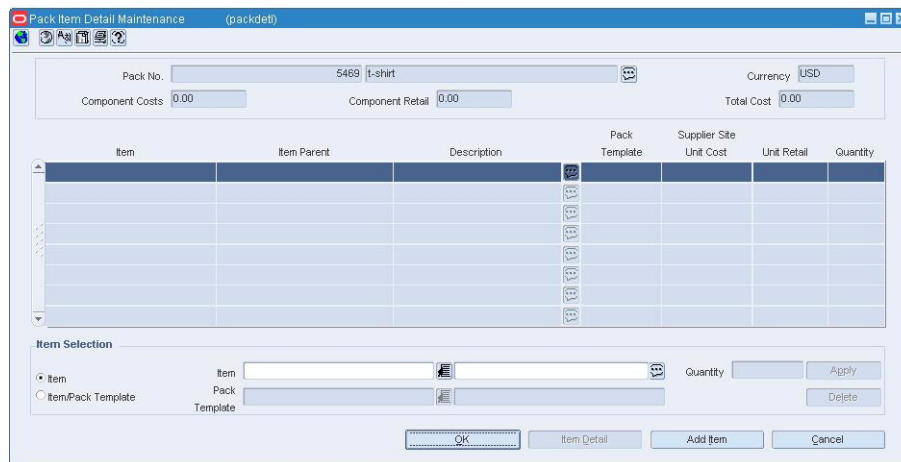 Pack Item Detail Maintenance (packdetl)
Pack No. 5469 t-shirt Currency USD
Component Costs 0.00 Component Retail 0.00 Total Cost 0.00
Pack Supplier Site
Item Item Parent Description Template Unit Cost Unit Retail Quantity
Item Selection
Item Item Quantity Apply
Item/Pack Template Pack Template Delete
OK Item Detail Add Item Cancel